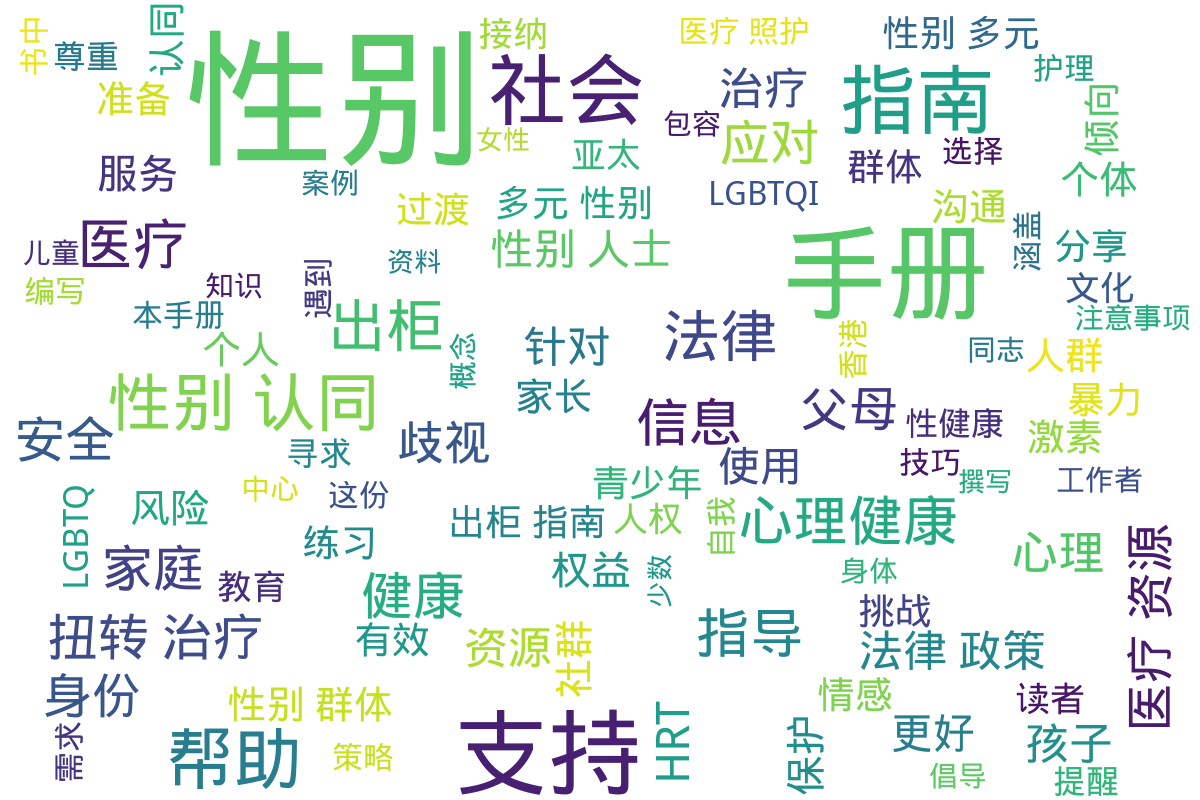 书中
尊重
认同
准备
性别
接纳
社会
医疗 照护
性别 多元
护理
治疗
指南
倾向
包容
应对
女性
亚太
群体
选择
个体
服务
案例
过渡
多元 性别
LGBTQI
沟通
涵盖
分享
儿童
医疗
资料
性别 人士
手册
文化
编写
知识
遇到
本手册
注意事项
个人
出柜
概念
针对
法律
香港
同志
人群
性别 认同
家长
信息
父母
性健康
暴力
激素
安全
寻求
歧视
使用
技巧
撰写
工作者
中心
这份
青少年
LGBTQ
风险
练习
出柜 指南
人权
自我
心理健康
心理
医疗 资源
家庭
教育
健康
权益
少数
身体
挑战
扭转 治疗
有效
资源
社群
指导
法律 政策
身份
性别 群体
情感
读者
需求
帮助
策略
支持
HRT
保护
更好
倡导
孩子
提醒